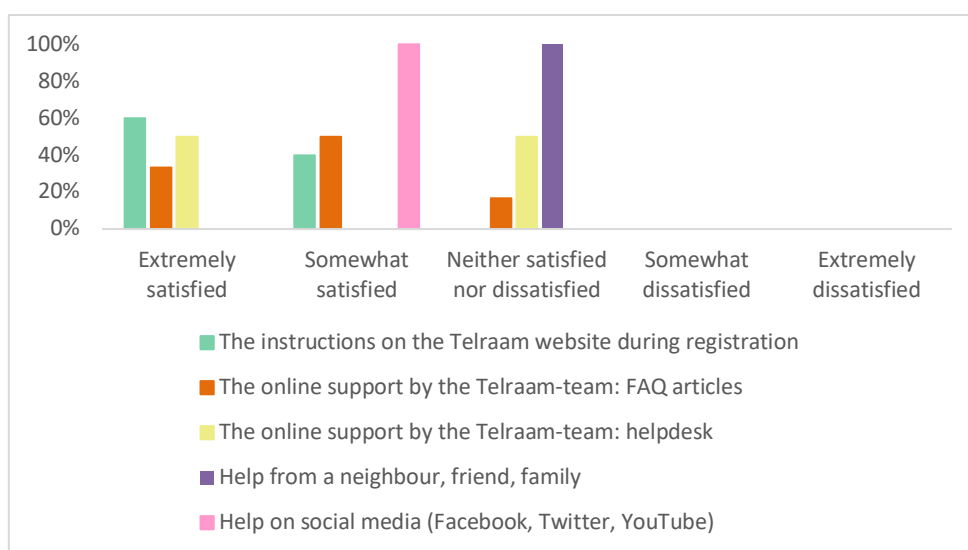 100%
80%
60%
40%
20%
0%
Extremely
satisfied
Somewhat
satisfied
Neither satisfied
nor dissatisfied
Somewhat
dissatisfied
Extremely
dissatisfied
The instructions on the Telraam website during registration
The online support by the Telraam-team: FAQ articles
The online support by the Telraam-team: helpdesk
Help from a neighbour, friend, family
Help on social media (Facebook, Twitter, YouTube)